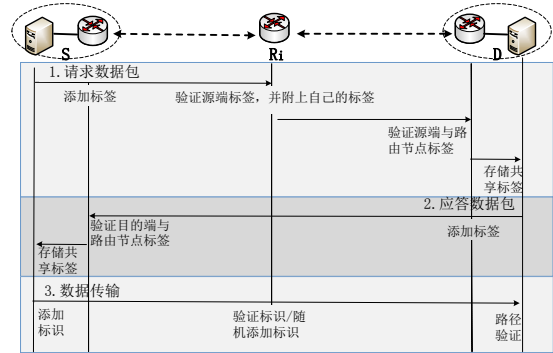 S
Ri
D
1.请求数据包
添加标签
验证源端标签，并附上自己的标签
验证源端与路
由节点标签
存储共
享标签
2.应答数据包
验证目的端与
路由节点标签
添加标签
存储共
享标签
3.数据传输
添加
标识
验证标识/随
机添加标识
路径
验证